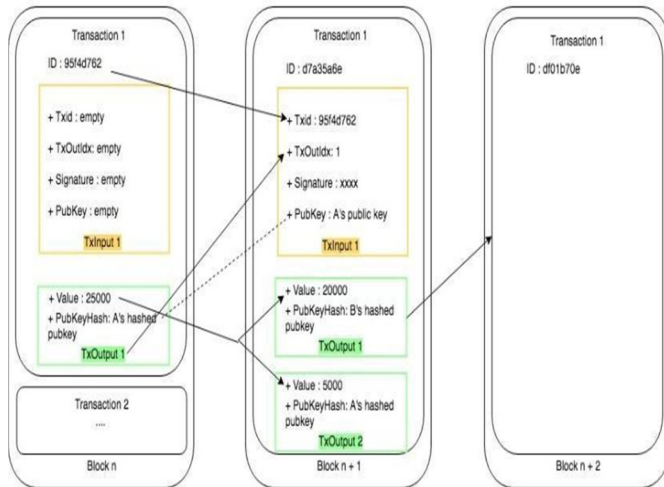 Transaction 1
ID : 95f4d762
+ Txid : empty
+ TxOutIdx: empty
+ Signature : empty
+ PubKey : empty
TxInput 1
+ Value : 25000
+ PubKeyHash: A's hashed
pubkey
TxOutput 1
Transaction 2
....
Block n
Transaction 1
ID : d7a35a6e
+ Txid : 95f4d762
+ TxOutIdx: 1
+ Signature : xxxx
+ PubKey : A's public key
TxInput 1
+ Value : 20000
+ PubKeyHash: B's hashed
pubkey
TxOutput 1
+ Value : 5000
+ PubKeyHash: A's hashed
pubkey
TxOutput 2
Block n + 1
Transaction 1
ID : df01b70e
Block n + 2